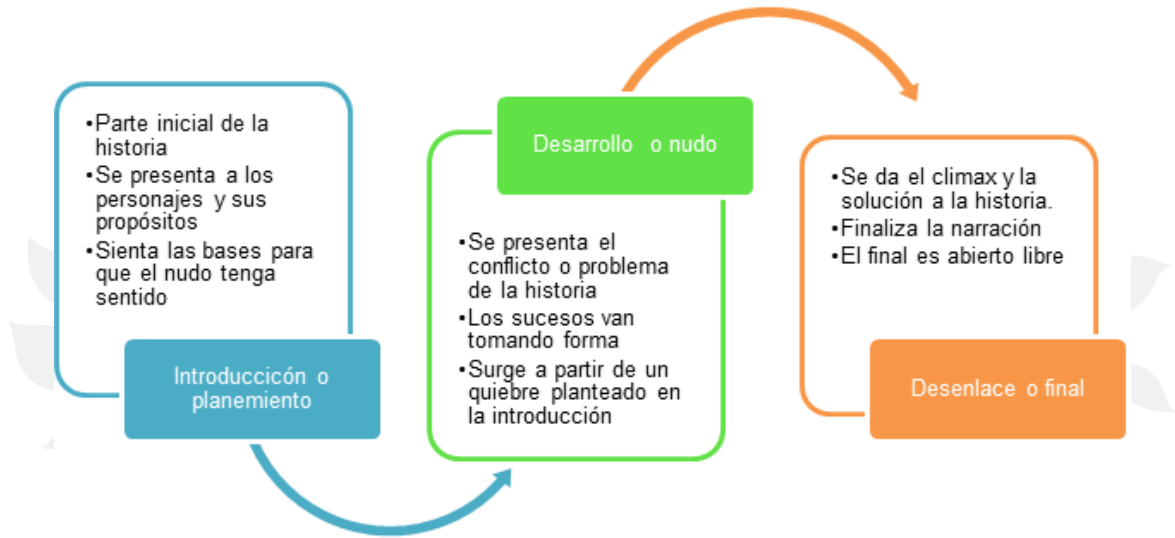 •Parte inicial de la
historia
•Se presenta a los
personajes y sus
propósitos
•Sienta las bases para
que el nudo tenga
sentido
Introduccicón o
planemiento
Desarrollo o nudo
•Se presenta el
conflicto o problema
de la historia
•Los sucesos van
tomando forma
•Surge a partir de un
quiebre planteado en
la introducción
•Se da el climax y la
solución a la historia.
•Finaliza la narración
•El final es abierto libre
Desenlace o final